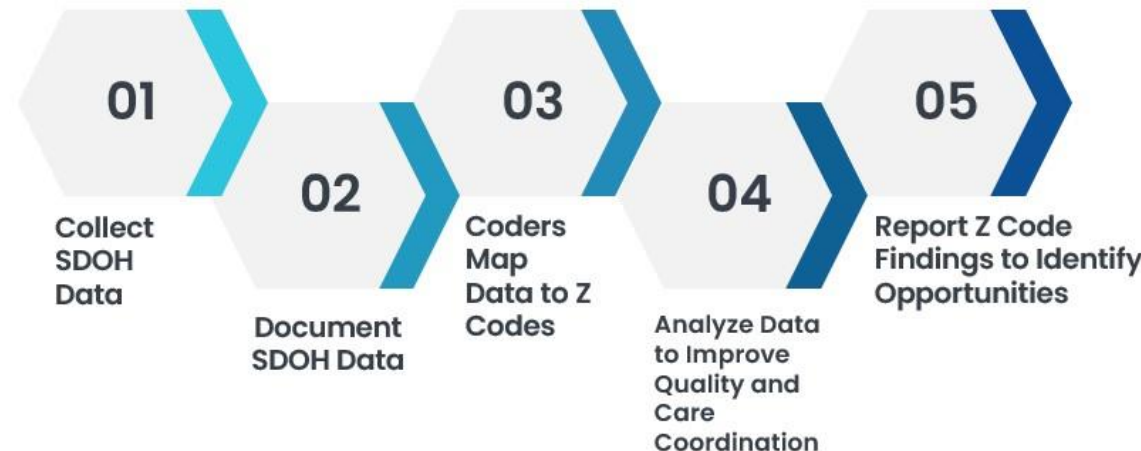 01
Collect
SDOH
Data
02
Document
SDOH Data
03
Coders
Map
Data to Z
Codes
04
Analyze Data
to Improve
Quality and
Care
Coordination
05
Report Z Code
Findings to Identify
Opportunities